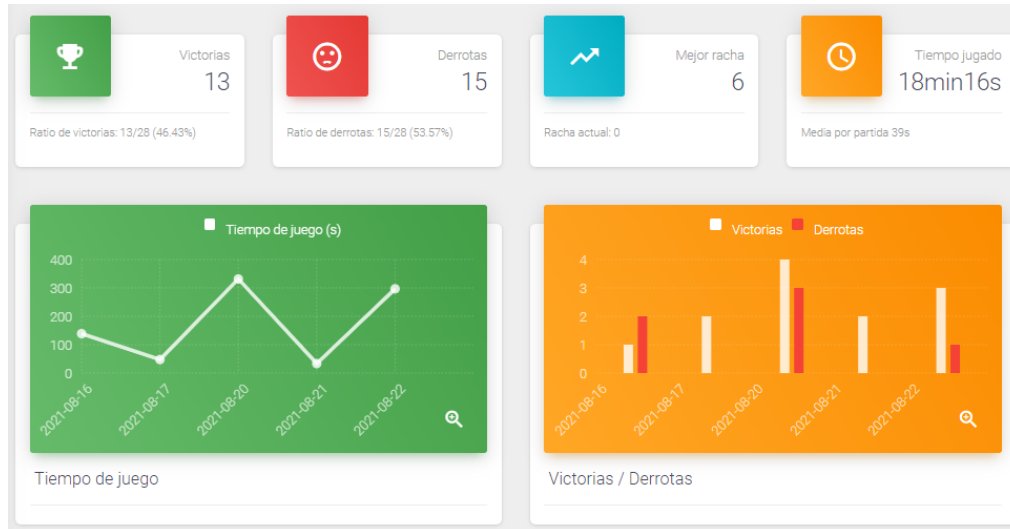 Victorias
13
Ratio de victorias: 13/28 (46.43%)
Derrotas
15
Ratio de derrotas: 15/28 (53.57%)
Mejor racha
6
Racha actual: 0
Tiempo jugado
18min16s
Media por partida 39s
Tiempo de juego (s)
400
300
200
100
0
2021-08-16
2021-08-17
2021-08-20
2021-08-21
2021-08-22
Tiempo de juego
Victorias Derrotas
4
3
2
1
0
2021-08-16
2021-08-17
2021-08-20
2021-08-21
2021-08-22
Victorias / Derrotas